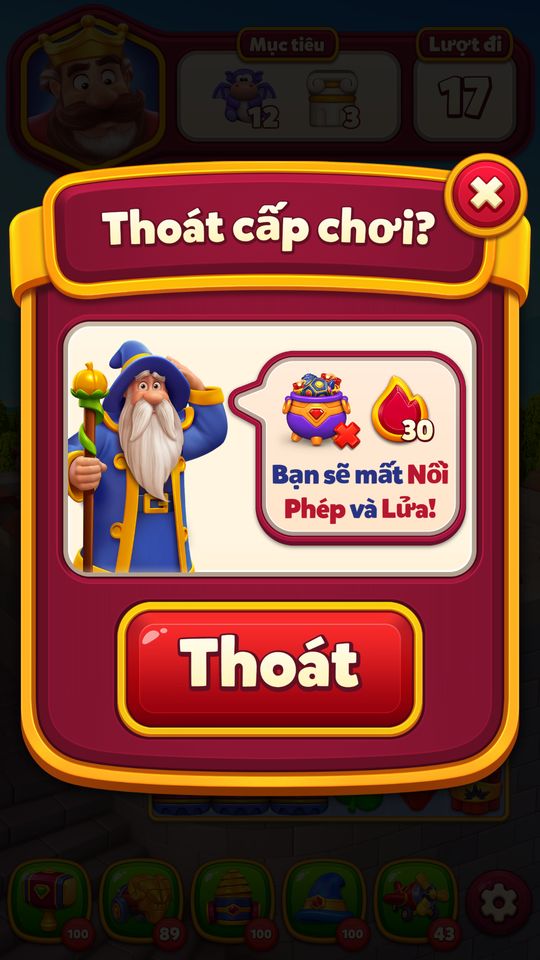 Mục tiêu
Lượt đi
12
3
17
Thoát cấp chơi?
30
Bạn sẽ mất Nồi
Phép và Lửa!
Thoát
100
89
100
100
43